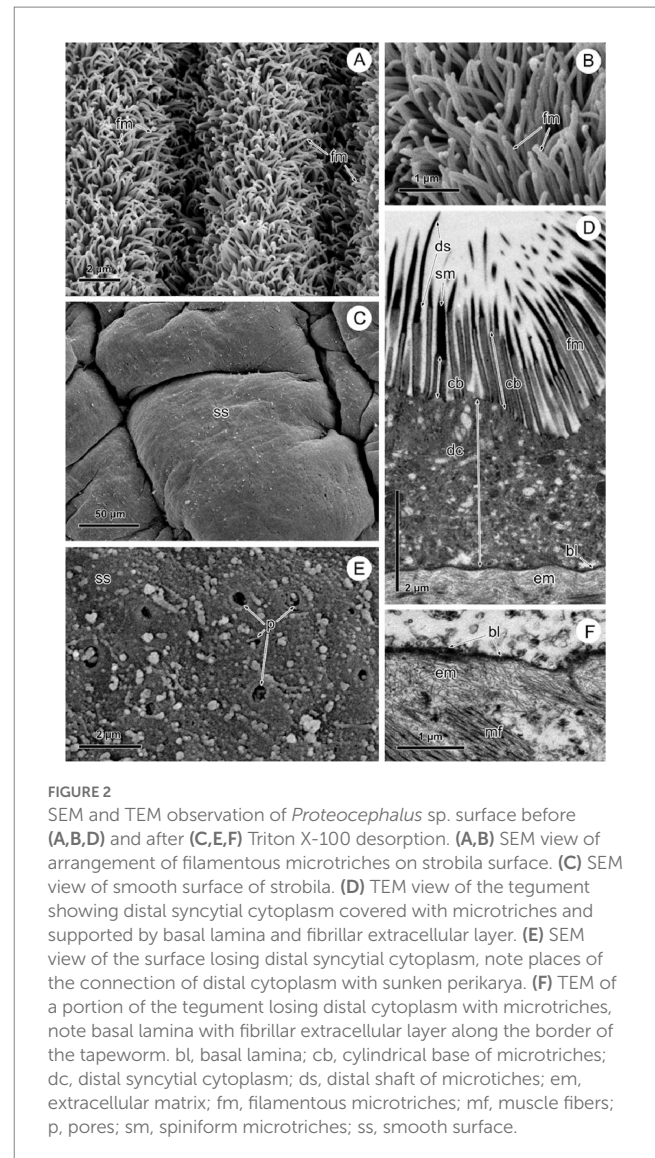 A
fm
fm
2 µm
B
fm
1 µm
C
ss
50 µm
D
ds
sm
fm
cb
cb
dc
bl
em
2 µm
E
ss
p
2 µm
F
bl
em
mf
1 µm
FIGURE 2
SEM and TEM observation of Proteocephalus sp. surface before
(A,B,D) and after (C,E,F) Triton X-100 desorption. (A,B) SEM view of
arrangement of filamentous microtriches on strobila surface. (C) SEM
view of smooth surface of strobila. (D) TEM view of the tegument
showing distal syncytial cytoplasm covered with microtriches and
supported by basal lamina and fibrillar extracellular layer. (E) SEM
view of the surface losing distal syncytial cytoplasm, note places of
the connection of distal cytoplasm with sunken perikarya. (F) TEM of
a portion of the tegument losing distal cytoplasm with microtriches,
note basal lamina with fibrillar extracellular layer along the border of
the tapeworm. bl, basal lamina; cb, cylindrical base of microtriches;
dc, distal syncytial cytoplasm; ds, distal shaft of microtiches; em,
extracellular matrix; fm, filamentous microtriches; mf, muscle fibers;
p, pores; sm, spiniform microtriches; ss, smooth surface.